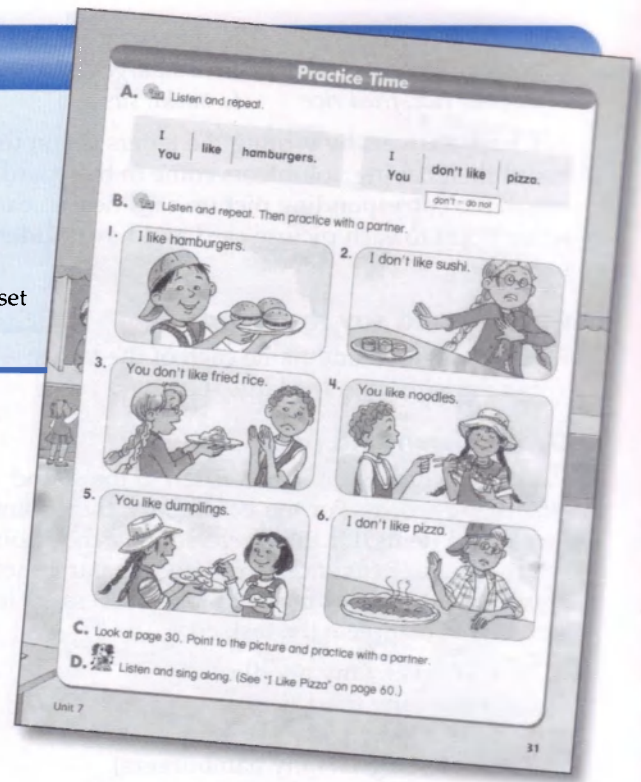 set
Practice Time
A. Listen and repeat.
I
You
like
hamburgers.
I
You
don't like
pizza.
don't = do not
B. Listen and repeat. Then practice with a partner.
1. I like hamburgers.
2. I don't like sushi.
3. You don't like fried rice.
4. You like noodles.
5. You like dumplings.
6. I don't like pizza.
C. Look at page 30. Point to the picture and practice with a partner.
D. Listen and sing along. (See "I Like Pizza" on page 60.)
Unit 7
31